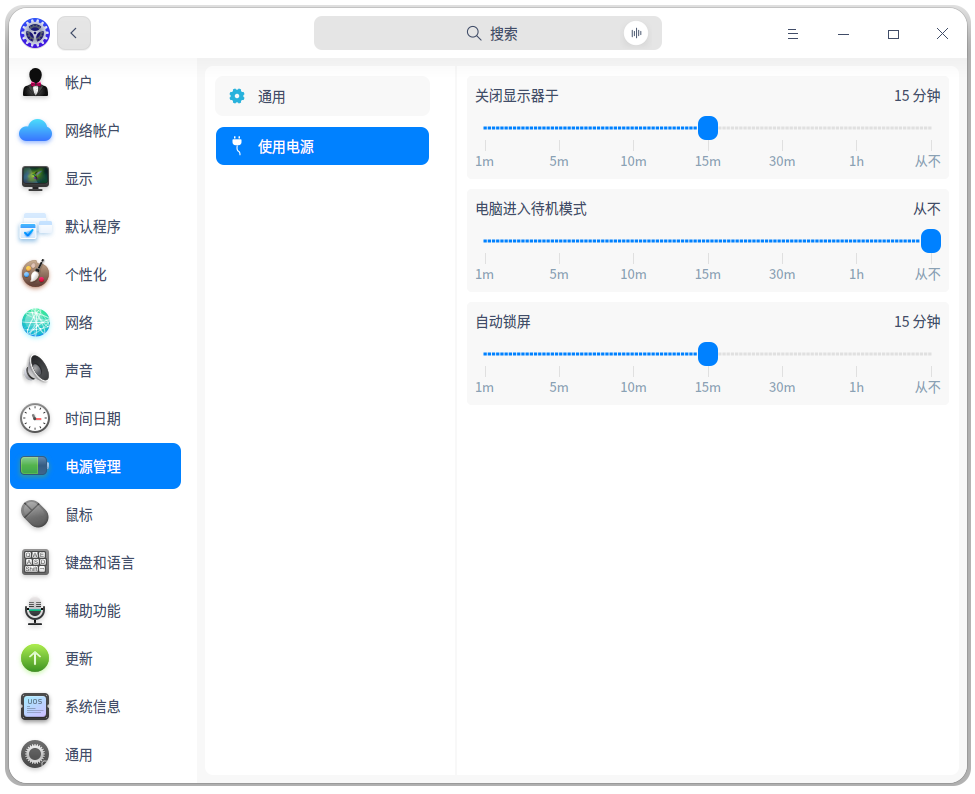 搜索
帐户
网络帐户
显示
默认程序
个性化
网络
声音
时间日期
电源管理
鼠标
键盘和语言
辅助功能
更新
UOS
系统信息
通用
通用
使用电源
关闭显示器于 15 分钟
1m 5m 10m 15m 30m 1h 从不
电脑进入待机模式 从不
1m 5m 10m 15m 30m 1h 从不
自动锁屏 15 分钟
1m 5m 10m 15m 30m 1h 从不